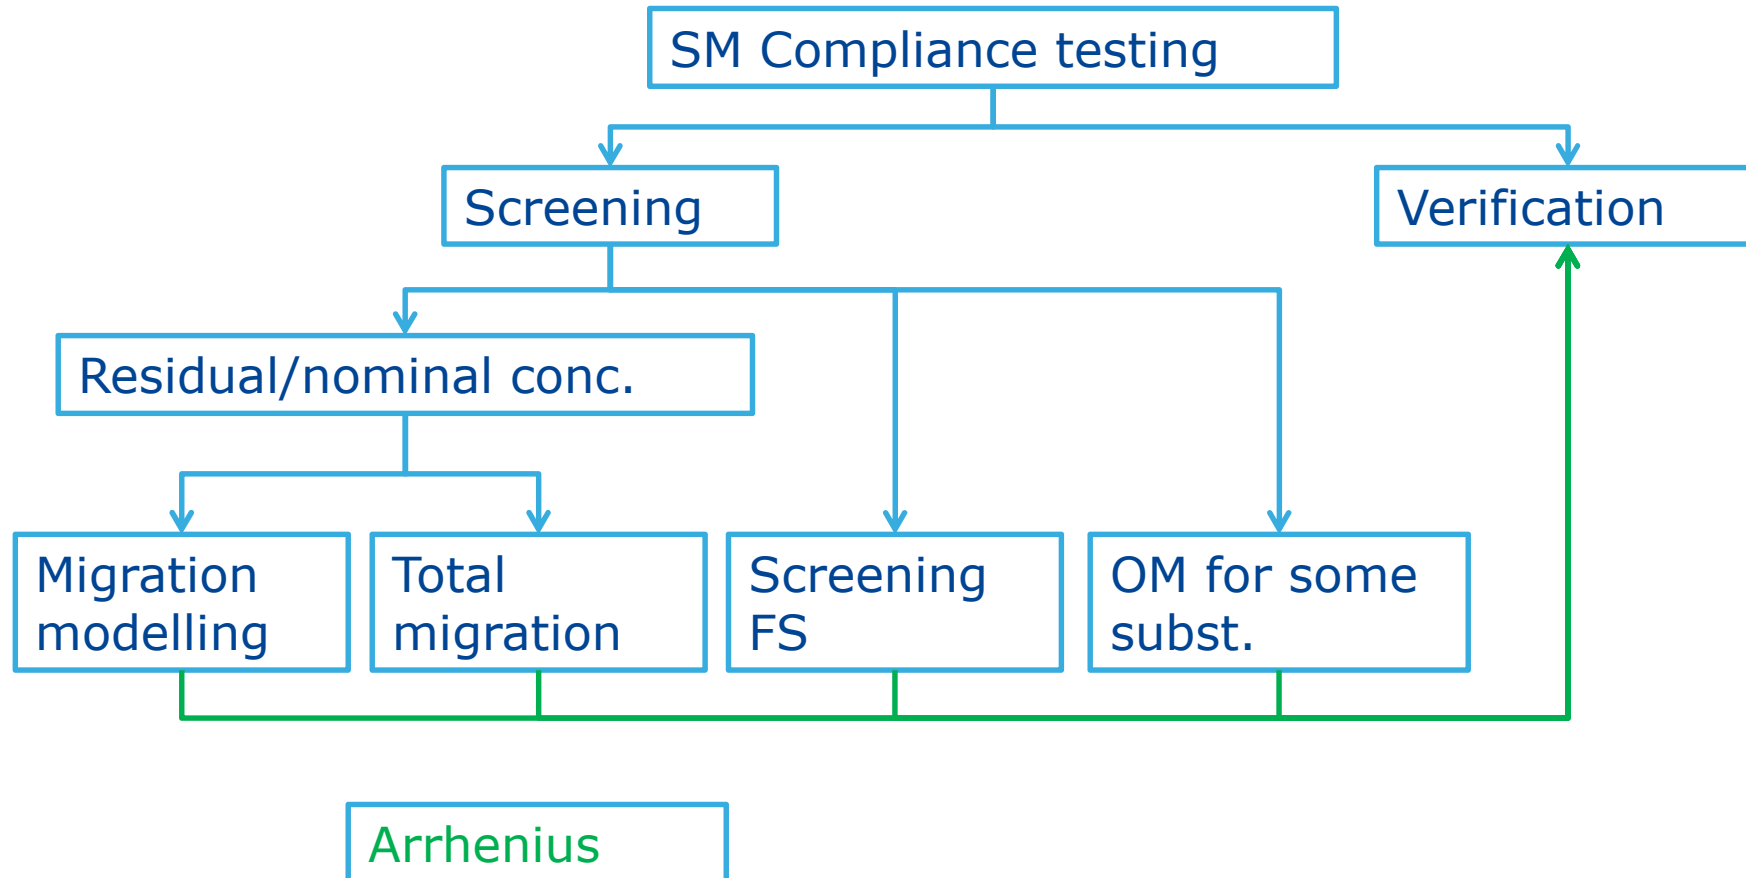 SM Compliance testing
Screening
Verification
Residual/nominal conc.
Migration
modelling
Total
migration
Screening
FS
OM for some
subst.
Arrhenius